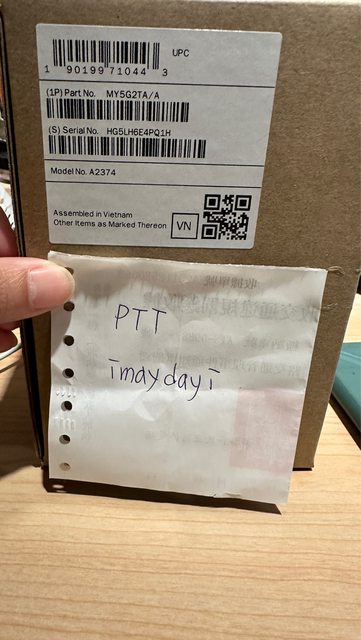 UPC
1 90199 71044 3
(1P) Part No. MY5G2TA/A
(S) Serial No. HG5LH6E4PQ1H
Model No. A2374
Assembled in Vietnam
Other Items as Marked Thereon
VN
PTT
imaydayi